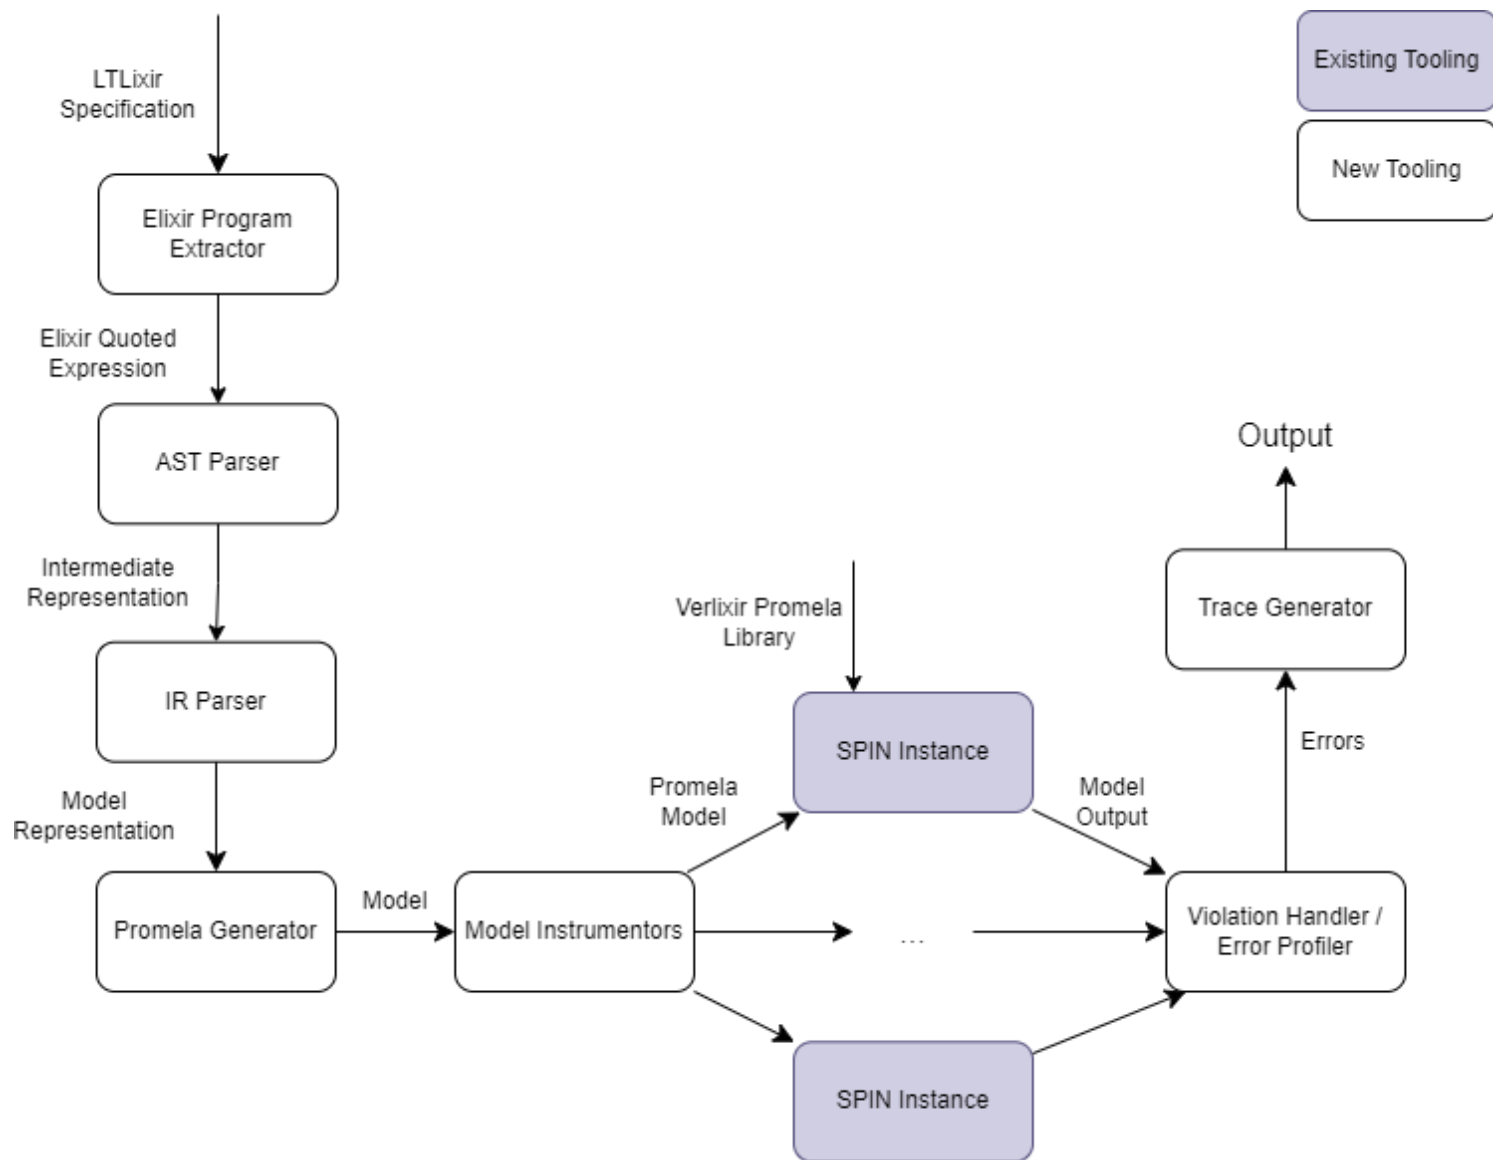 LTLixir
Specification
Existing Tooling
New Tooling
Elixir Program
Extractor
Elixir Quoted
Expression
AST Parser
Intermediate
Representation
IR Parser
Model
Representation
Promela Generator
Model
Model Instrumentors
Promela
Model
Verlixir Promela
Library
SPIN Instance
...
SPIN Instance
Model
Output
Violation Handler /
Error Profiler
Errors
Trace Generator
Output